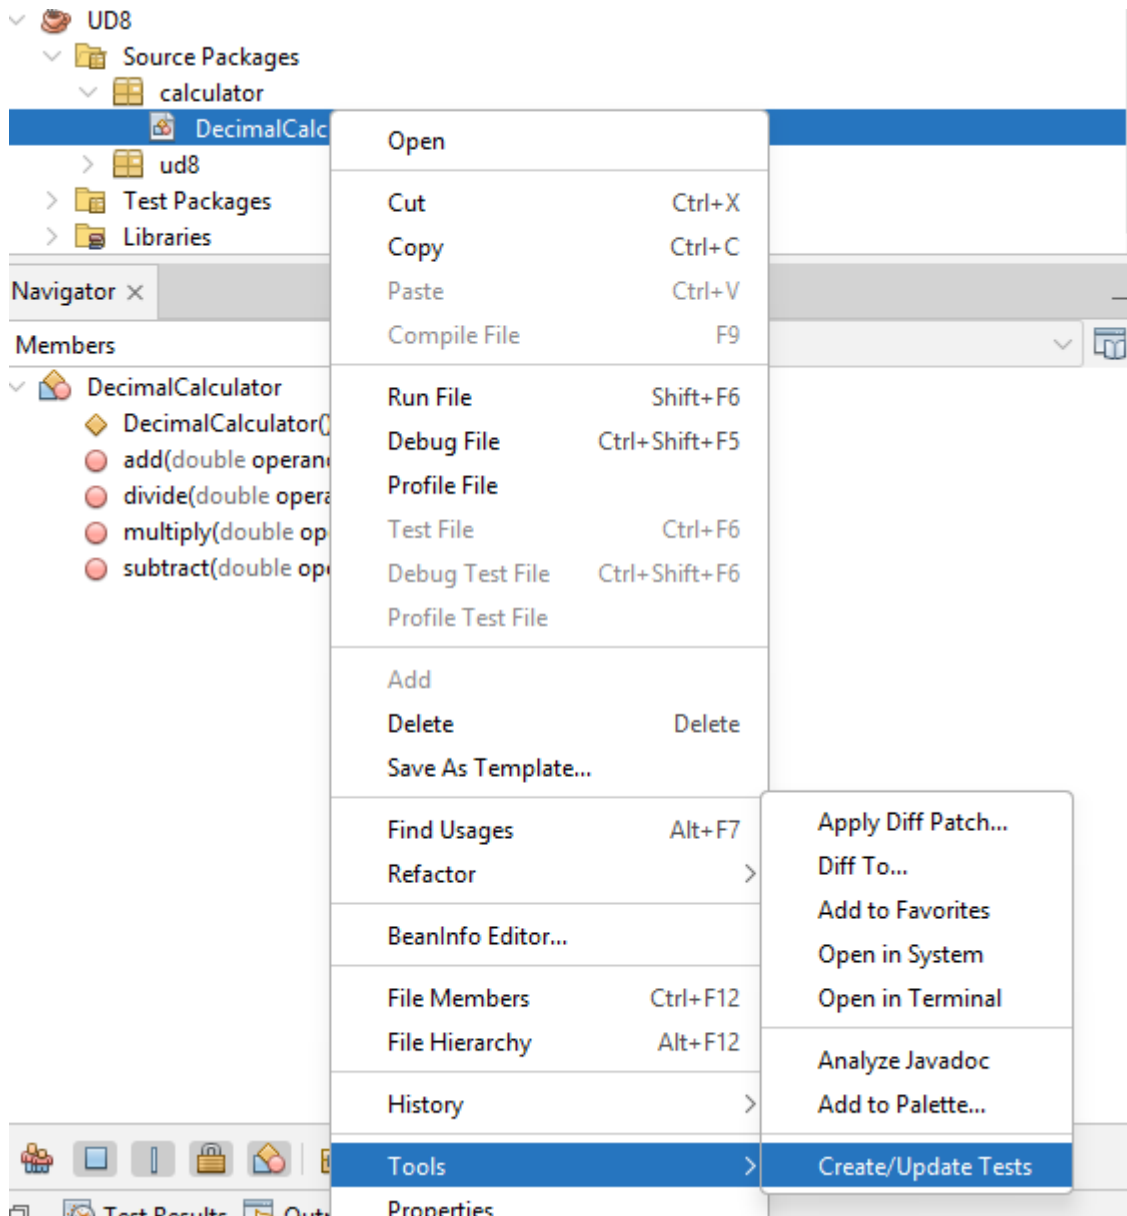 UD8
Source Packages
calculator
DecimalCalc
ud8
Test Packages
Libraries
Navigator
Members
DecimalCalculator
DecimalCalculator()
add(double operand
divide(double opera
multiply(double op
subtract(double ope
Open
Cut Ctrl+X
Copy Ctrl+C
Paste Ctrl+V
Compile File F9
Run File Shift+F6
Debug File Ctrl+Shift+F5
Profile File
Test File Ctrl+F6
Debug Test File Ctrl+Shift+F6
Profile Test File
Add
Delete Delete
Save As Template...
Find Usages Alt+F7
Refactor
BeanInfo Editor...
File Members Ctrl+F12
File Hierarchy Alt+F12
History
Tools
Properties
Apply Diff Patch...
Diff To...
Add to Favorites
Open in System
Open in Terminal
Analyze Javadoc
Add to Palette...
Create/Update Tests
Test Results